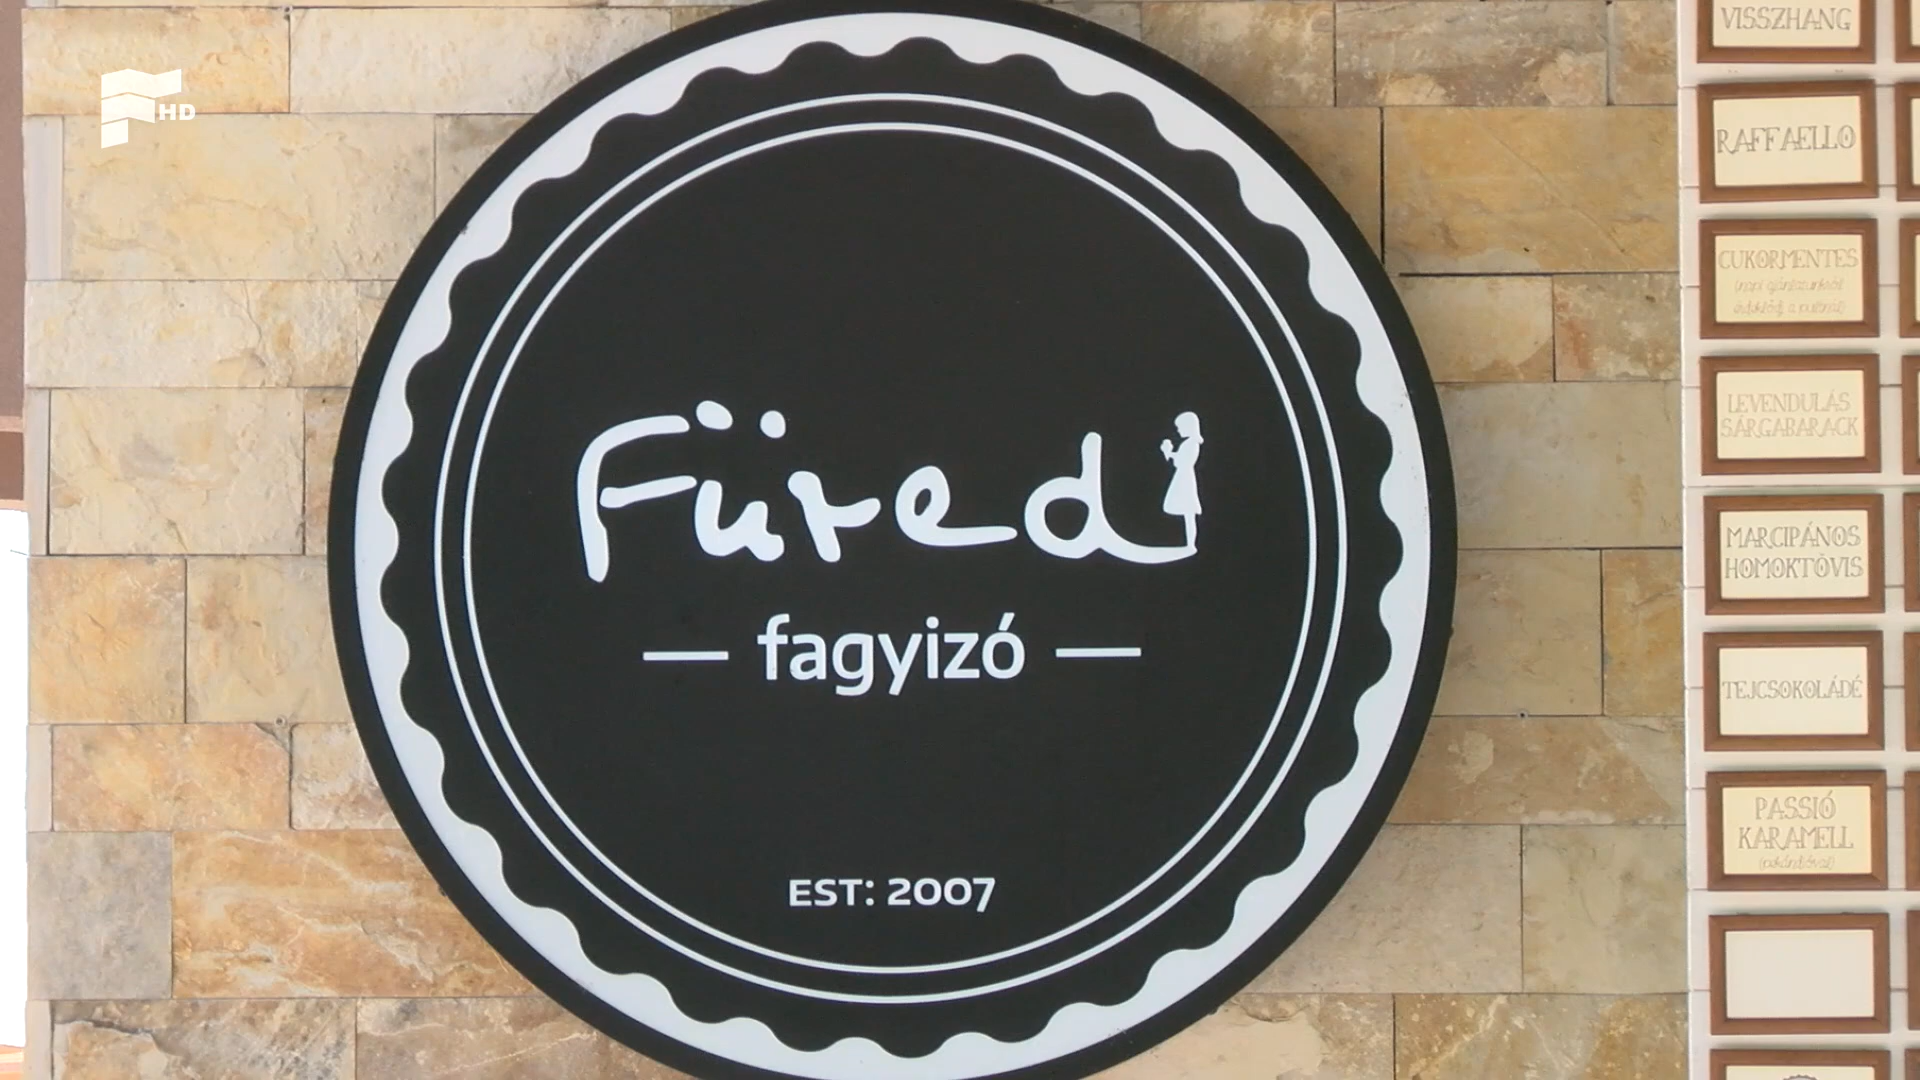 HD
Füredi
fagyizó
EST: 2007
VISSZHANG
RAFFAELLO
CUKORMENTES
LEVENDULÁS
SÁRGABARACK
MARCIPÁNOS
HOMOKTÖVIS
TEJCSOKOLÁDÉ
PASSIÓ
KARAMELL